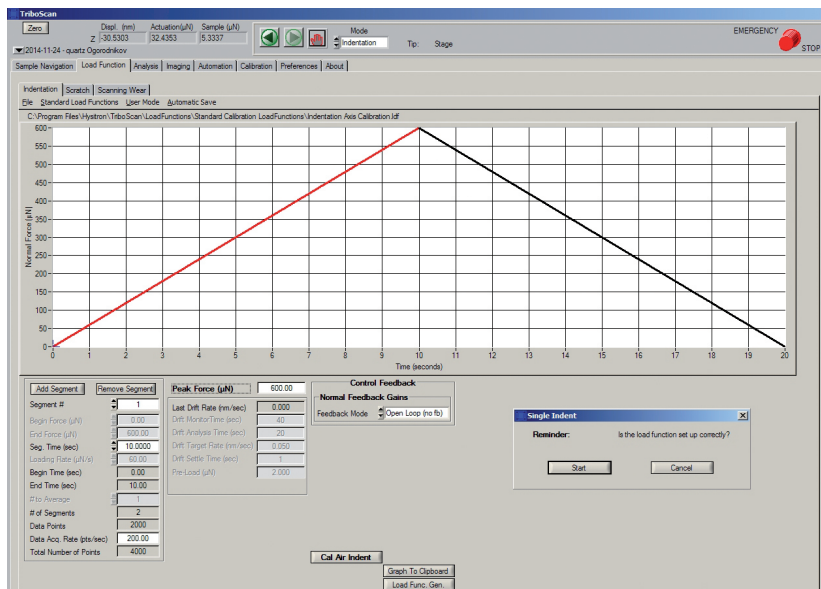 TriboScan
Zero
Displ. (nm) Actuation(µN) Sample (µN)
Z -30.5303 32.4353 5.3337
2014-11-24 - quartz Ogorodnikov
Mode
Indentation
Tip: Stage
EMERGENCY
STOP
Sample Navigation Load Function Analysis Imaging Automation Calibration Preferences About
Indentation Scratch Scanning Wear
File Standard Load Functions User Mode Automatic Save
C:\Program Files\Hysitron\TriboScan\LoadFunctions\Standard Calibration LoadFunctions\Indentation Axis Calibration.ldf
Normal Force (µN)
600
550
500
450
400
350
300
250
200
150
100
50
0
0 1 2 3 4 5 6 7 8 9 10 11 12 13 14 15 16 17 18 19 20
Time (seconds)
Add Segment Remove Segment
Segment # 1
Begin Force (µN) 0.00
End Force (µN) 600.00
Seg. Time (sec) 10.0000
Loading Rate (µN/s) 60.00
Begin Time (sec) 0.00
End Time (sec) 10.00
# to Average 1
# of Segments 2
Data Points 2000
Data Acq. Rate (pts/sec) 200.00
Total Number of Points 4000
Peak Force (µN) 600.00
Last Drift Rate (nm/sec) 0.000
Drift MonitorTime (sec) 40
Drift Analysis Time (sec) 20
Drift Target Rate (nm/sec) 0.050
Drift Settle Time (sec) 1
Pre-Load (µN) 2.000
Control Feedback
Normal Feedback Gains
Feedback Mode Open Loop (no fb)
Single Indent
Reminder: Is the load function set up correctly?
Start Cancel
Cal Air Indent
Graph To Clipboard
Load Func. Gen.